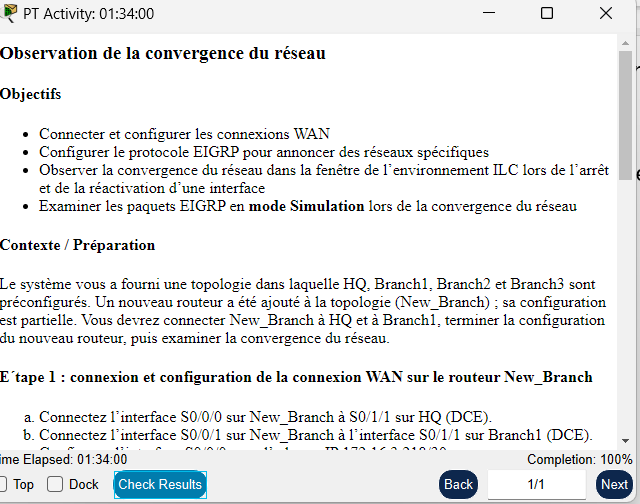 PT Activity: 01:34:00
Observation de la convergence du réseau
Objectifs
• Connecter et configurer les connexions WAN
• Configurer le protocole EIGRP pour annoncer des réseaux spécifiques
• Observer la convergence du réseau dans la fenêtre de l’environnement ILC lors de l’arrêt
et de la réactivation d’une interface
• Examiner les paquets EIGRP en mode Simulation lors de la convergence du réseau
Contexte / Préparation
Le système vous a fourni une topologie dans laquelle HQ, Branch1, Branch2 et Branch3 sont
préconfigurés. Un nouveau routeur a été ajouté à la topologie (New_Branch) ; sa configuration
est partielle. Vous devrez connecter New_Branch à HQ et à Branch1, terminer la configuration
du nouveau routeur, puis examiner la convergence du réseau.
E´tape 1 : connexion et configuration de la connexion WAN sur le routeur New_Branch
a. Connectez l’interface S0/0/0 sur New_Branch à S0/1/1 sur HQ (DCE).
b. Connectez l’interface S0/0/1 sur New_Branch à l’interface S0/1/1 sur Branch1 (DCE).
ime Elapsed: 01:34:00 Completion: 100%
Top Dock Check Results Back 1/1 Next